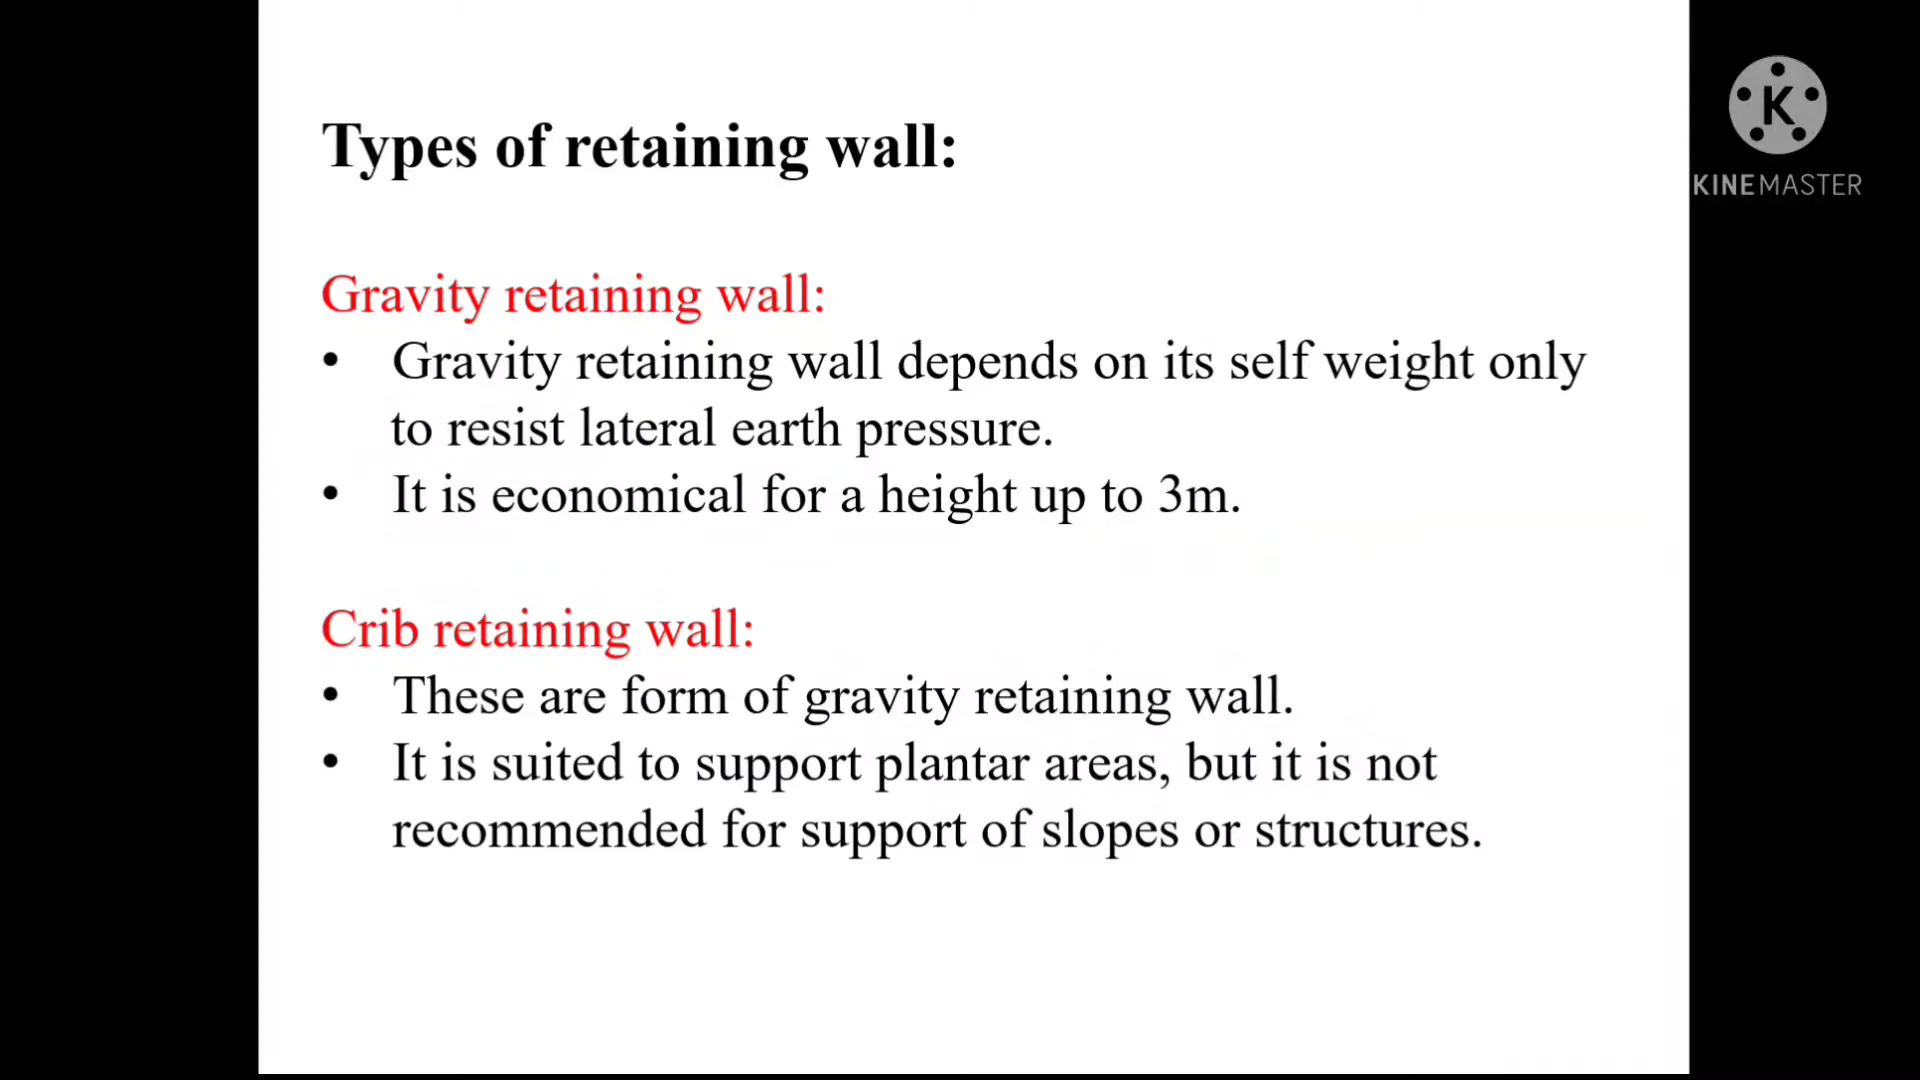 Types of retaining wall:
K
KINEMASTER
Gravity retaining wall:
• Gravity retaining wall depends on its self weight only
to resist lateral earth pressure.
• It is economical for a height up to 3m.
Crib retaining wall:
• These are form of gravity retaining wall.
• It is suited to support plantar areas, but it is not
recommended for support of slopes or structures.